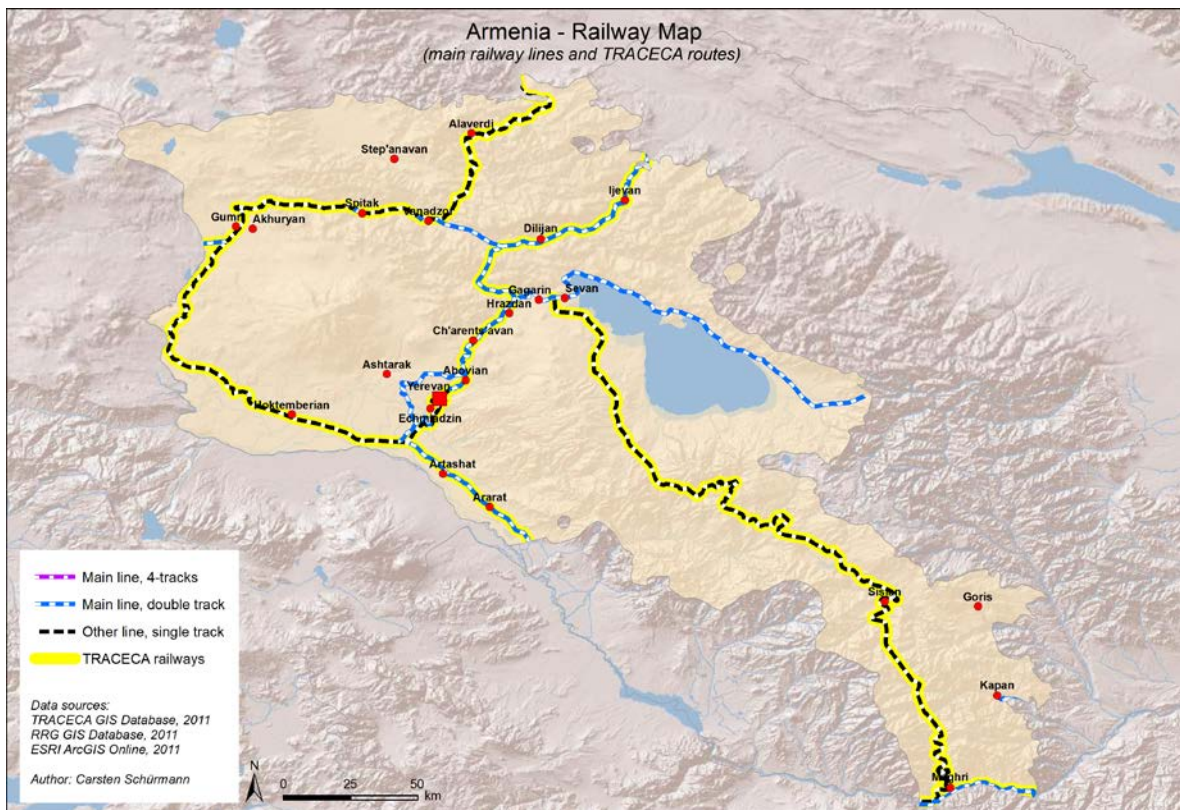 Armenia - Railway Map
(main railway lines and TRACECA routes)
Alaverdi
Step'anavan
Ijevan
Spitak
Vanadzor
Gumri
Akhuryan
Dilijan
Gagarin
Sevan
Hrazdan
Ch'arents'avan
Ashtarak
Abovian
Yerevan
Hoktemberian
Echmiadzin
Artashat
Ararat
Main line, 4-tracks
Main line, double track
Other line, single track
TRACECA railways
Sisian
Goris
Kapan
Meghri
Data sources:
TRACECA GIS Database, 2011
RRG GIS Database, 2011
ESRI ArcGIS Online, 2011
Author: Carsten Schürmann
N
0 25 50
km